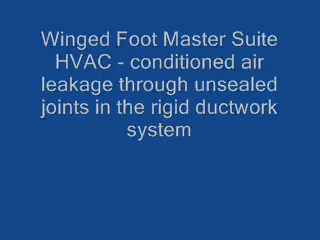 Winged Foot Master Suite
HVAC - conditioned air
leakage through unsealed
joints in the rigid ductwork
system